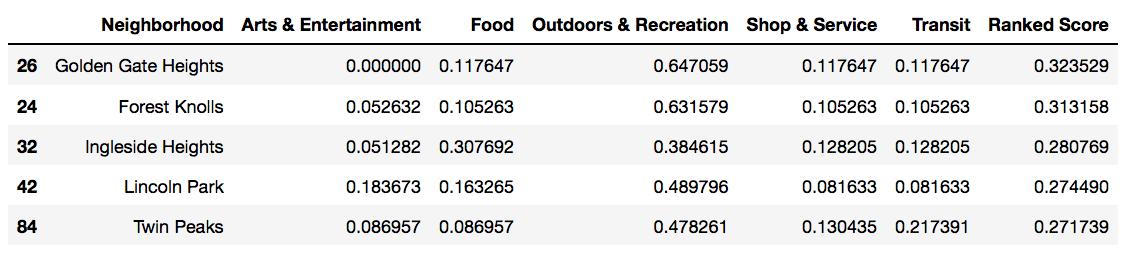 Neighborhood Arts & Entertainment Food Outdoors & Recreation Shop & Service Transit Ranked Score
26 Golden Gate Heights 0.000000 0.117647 0.647059 0.117647 0.117647 0.323529
24 Forest Knolls 0.052632 0.105263 0.631579 0.105263 0.105263 0.313158
32 Ingleside Heights 0.051282 0.307692 0.384615 0.128205 0.128205 0.280769
42 Lincoln Park 0.183673 0.163265 0.489796 0.081633 0.081633 0.274490
84 Twin Peaks 0.086957 0.086957 0.478261 0.130435 0.217391 0.271739